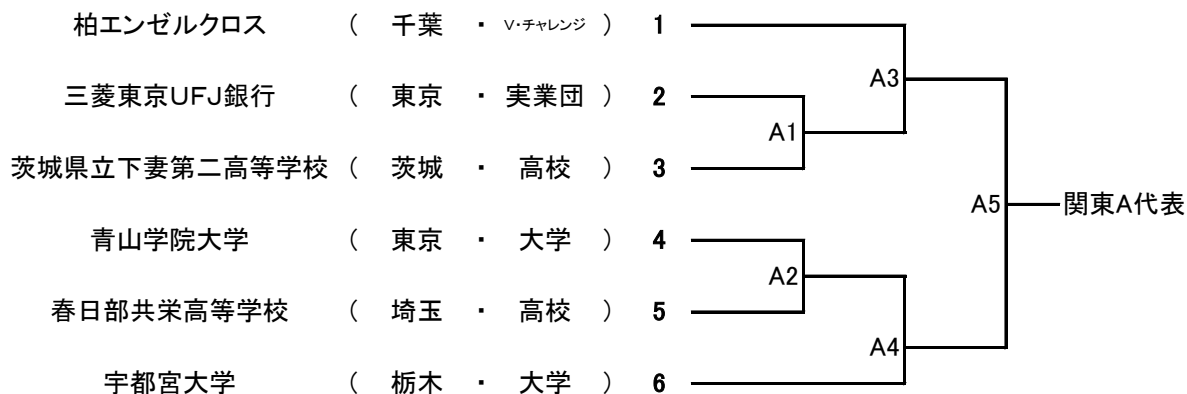 柏エンゼルクロス （ 千葉 ・ V・チャレンジ ） 1
A3
三菱東京UFJ銀行 （ 東京 ・ 実業団 ） 2
A1
茨城県立下妻第二高等学校 （ 茨城 ・ 高校 ） 3
A5 関東A代表
青山学院大学 （ 東京 ・ 大学 ） 4
A2
春日部共栄高等学校 （ 埼玉 ・ 高校 ） 5
A4
宇都宮大学 （ 栃木 ・ 大学 ） 6